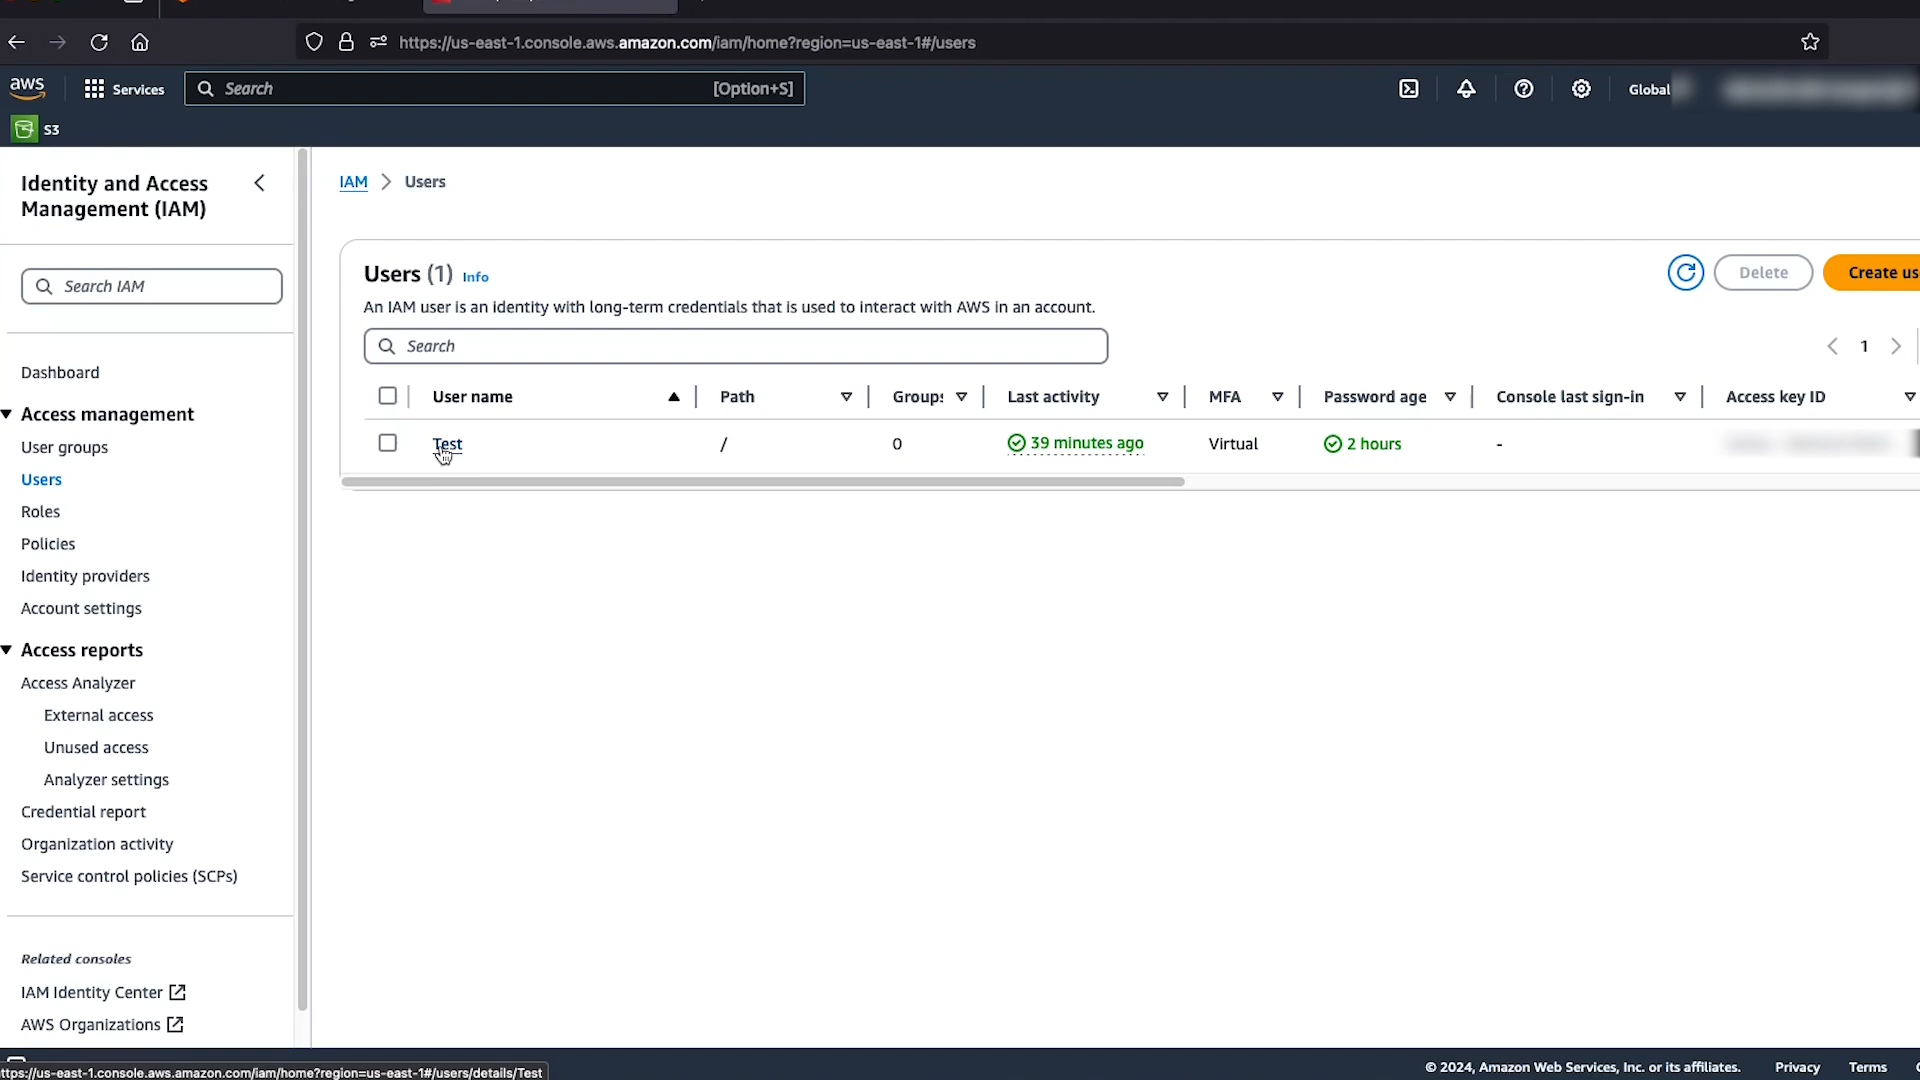 https://us-east-1.console.aws.amazon.com/iam/home?region=us-east-1#/users
aws
Services
Search
[Option+S]
Global
S3
Identity and Access
Management (IAM)
Search IAM
Dashboard
Access management
User groups
Users
Roles
Policies
Identity providers
Account settings
Access reports
Access Analyzer
External access
Unused access
Analyzer settings
Credential report
Organization activity
Service control policies (SCPs)
Related consoles
IAM Identity Center
AWS Organizations
IAM > Users
Users (1) Info
Delete
Create us
An IAM user is an identity with long-term credentials that is used to interact with AWS in an account.
Search
1
User name Path Groups Last activity MFA Password age Console last sign-in Access key ID
Test / 0 39 minutes ago Virtual 2 hours -
ttps://us-east-1.console.aws.amazon.com/iam/home?region=us-east-1#/users/details/Test
© 2024, Amazon Web Services, Inc. or its affiliates. Privacy Terms